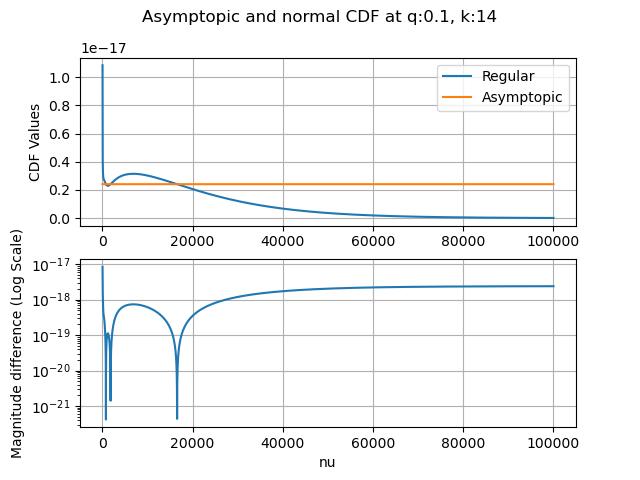 Asymptopic and normal CDF at q:0.1, k:14
1e−17
CDF Values
1.0
0.8
0.6
0.4
0.2
0.0
Regular
Asymptopic
0 20000 40000 60000 80000 100000
Magnitude difference (Log Scale)
10⁻¹⁷
10⁻¹⁸
10⁻¹⁹
10⁻²⁰
10⁻²¹
0 20000 40000 60000 80000 100000
nu